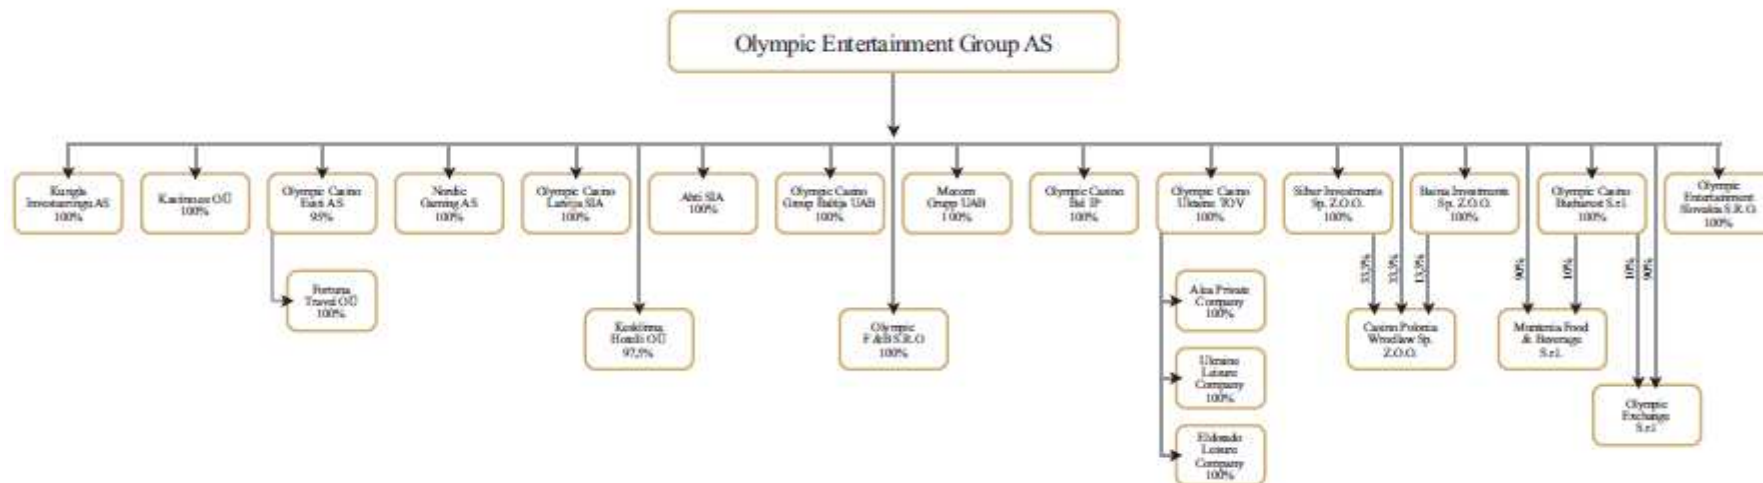 Olympic Entertainment Group AS
Kungla
Investeeringu AS
100%
Kasiinode OÜ
100%
Olympic Casino
Eesti AS
95%
Nordic
Gaming AS
100%
Olympic Casino
Latvija SIA
100%
Ahti SIA
100%
Olympic Casino
Group Baltija UAB
100%
Mecom
Grupp UAB
100%
Olympic Casino
Bel IP
100%
Olympic Casino
Ukraine TOV
100%
Silber Investments
Sp. Z.O.O.
100%
Baina Investments
Sp. Z.O.O.
100%
Olympic Casino
Bucharest S.r.l
100%
Olympic
Entertainment
Slovakia S.R.O.
100%
33,3%
33,3%
13,3%
90%
10%
10%
90%
Fortuna
Travel OÜ
100%
Kesklinna
Hotelli OÜ
97,5%
Olympic
F &B S.R.O
100%
Alea Private
Company
100%
Ukraine
Leisure
Company
100%
Eldorado
Leisure
Company
100%
Casino Polonia
Wroclaw Sp.
Z.O.O.
Muntenia Food
& Beverage
S.r.l.
Olympic
Exchange
S.r.l